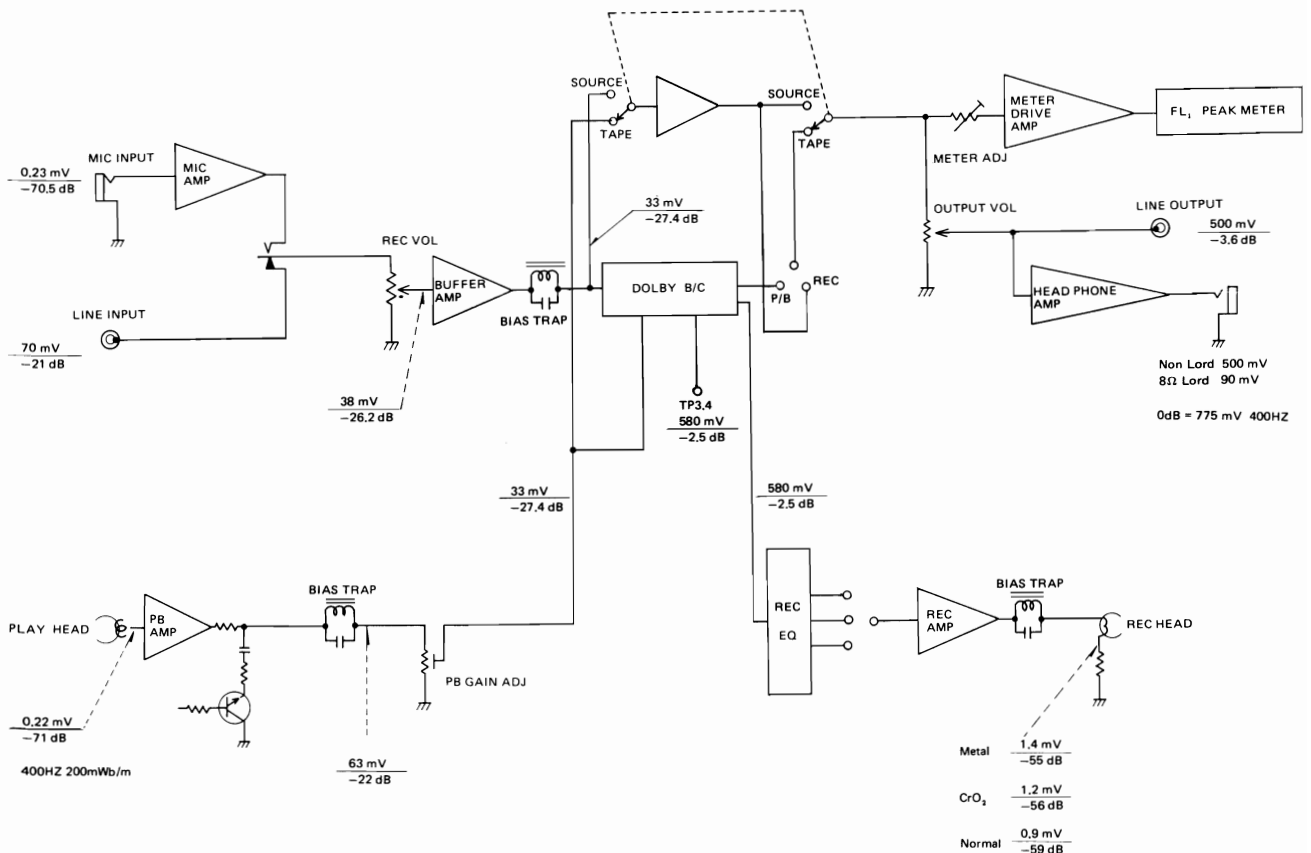 SOURCE
TAPE
SOURCE
TAPE
METER ADJ
METER
DRIVE
AMP
FL₁ PEAK METER
MIC INPUT
0.23 mV
−70.5 dB
MIC
AMP
33 mV
−27.4 dB
OUTPUT VOL
LINE OUTPUT
500 mV
−3.6 dB
REC VOL
BUFFER
AMP
BIAS TRAP
DOLBY B/C
P/B
REC
HEAD PHONE
AMP
LINE INPUT
70 mV
−21 dB
38 mV
−26.2 dB
TP3.4
580 mV
−2.5 dB
Non Lord 500 mV
8Ω Lord 90 mV
0dB = 775 mV 400HZ
33 mV
−27.4 dB
580 mV
−2.5 dB
PLAY HEAD
PB
AMP
BIAS TRAP
PB GAIN ADJ
REC
EQ
REC
AMP
BIAS TRAP
REC HEAD
0.22 mV
−71 dB
400HZ 200mWb/m
63 mV
−22 dB
Metal 1.4 mV
−55 dB
CrO₂ 1.2 mV
−56 dB
Normal 0.9 mV
−59 dB